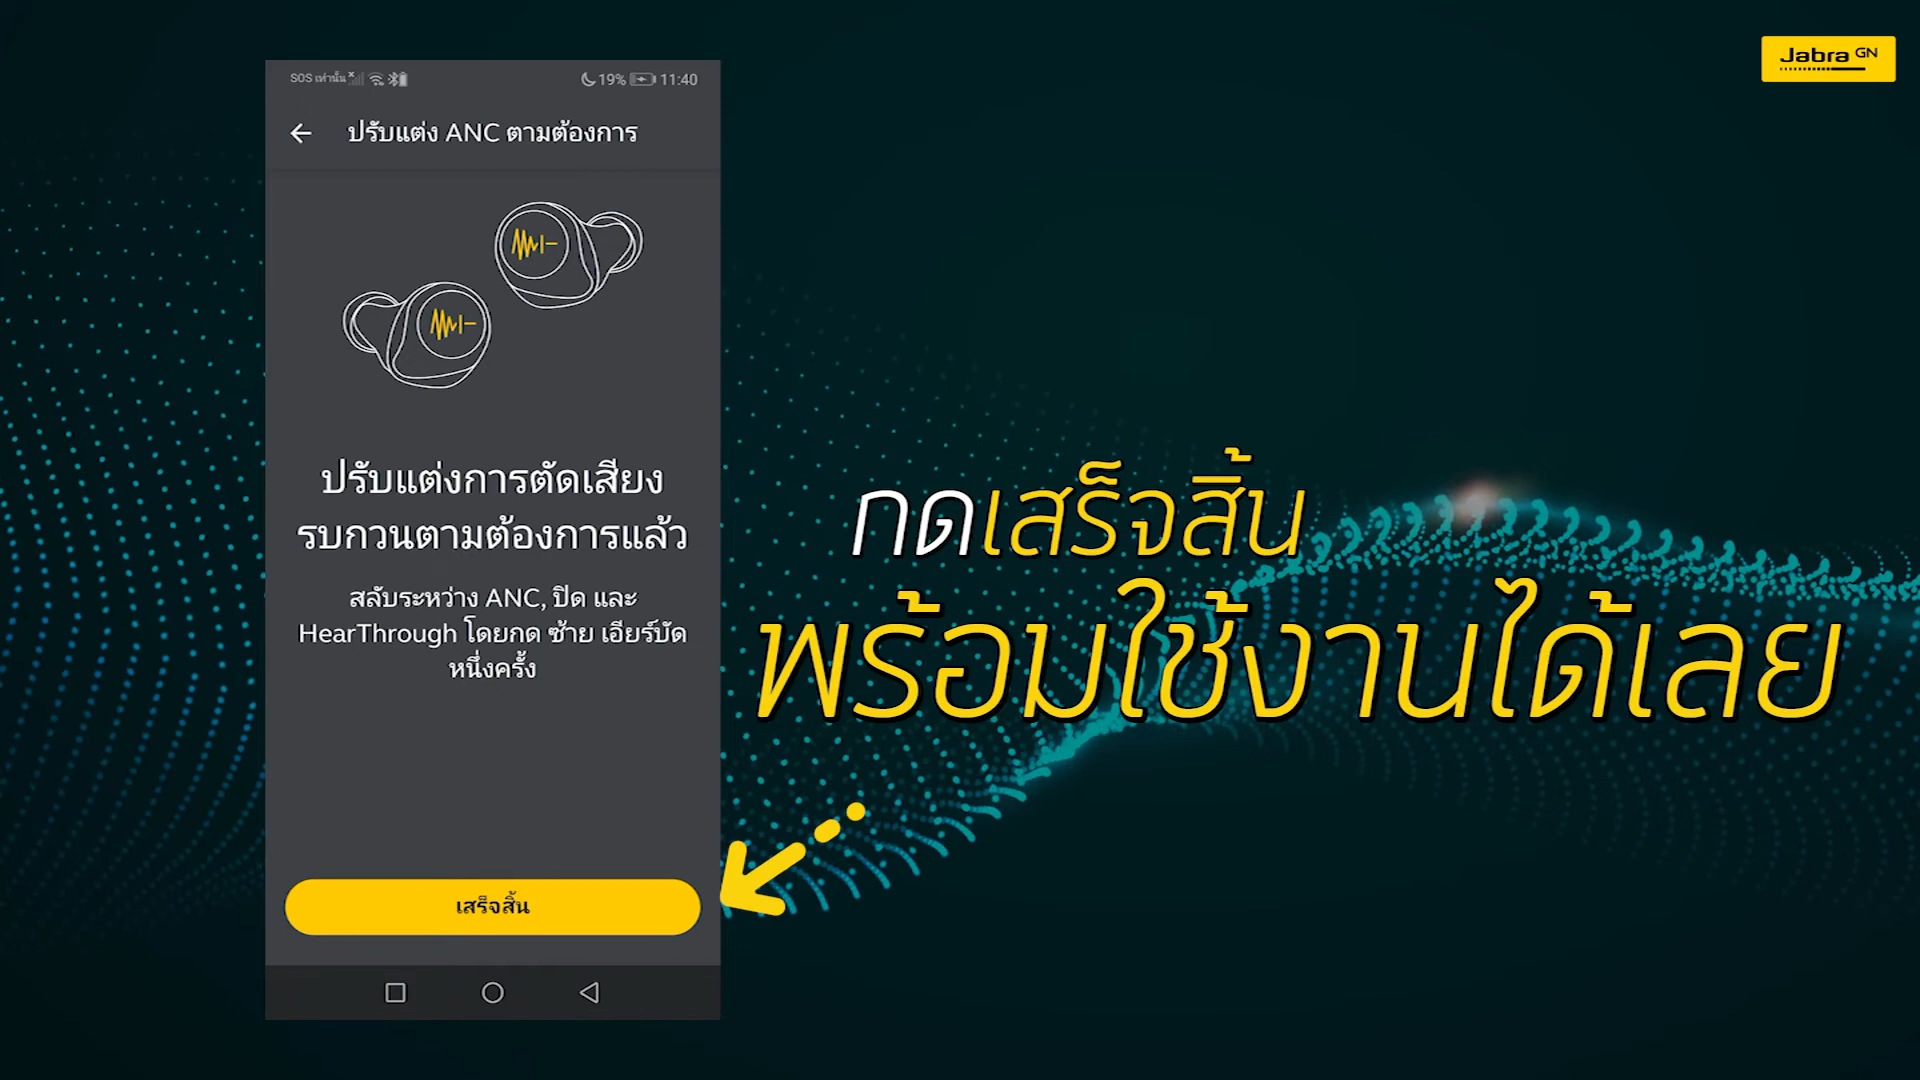 Jabra GN
SOS เท่านั้น
19% 11:40
ปรับแต่ง ANC ตามต้องการ
ปรับแต่งการตัดเสียง
รบกวนตามต้องการแล้ว
สลับระหว่าง ANC, ปิด และ
HearThrough โดยกด ซ้าย เอียร์บัด
หนึ่งครั้ง
กดเสร็จสิ้น
พร้อมใช้งานได้เลย
เสร็จสิ้น